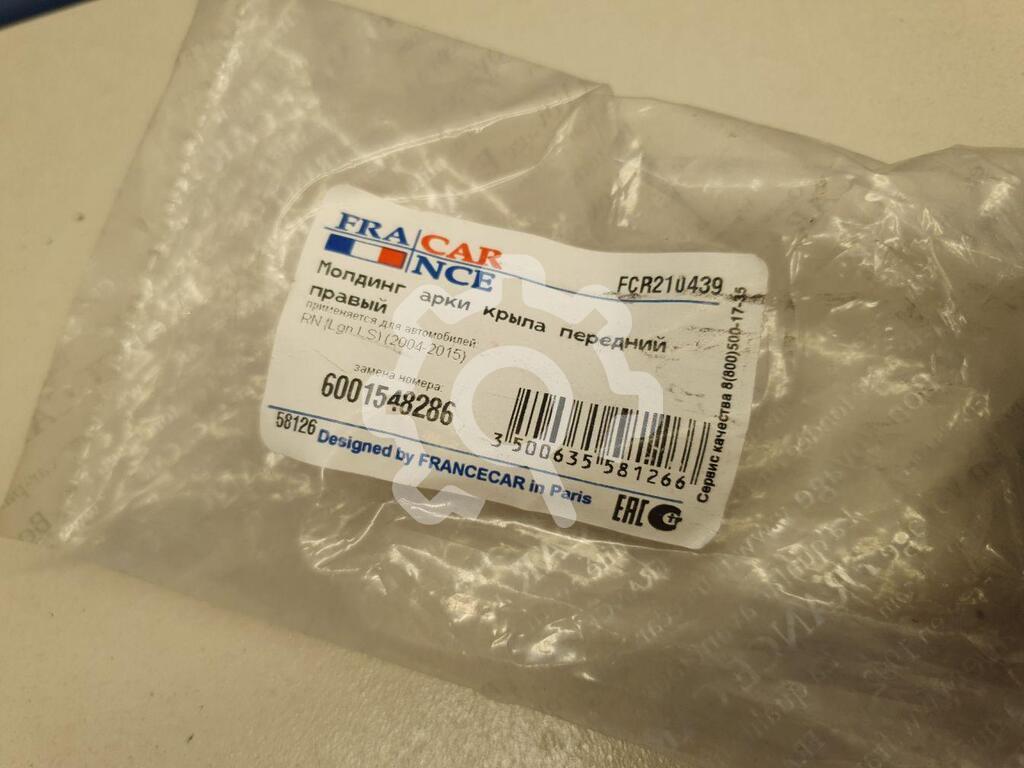 FRA CAR
NCE
FCR210439
Молдинг арки крыла передний
правый
применяется для автомобилей:
RN (Lgn.LS) (2004-2015)
замена номера:
6001548286
3 500635 581266
58126
Designed by FRANCECAR in Paris
EAC
Сервис качества 8(800)500-17-35